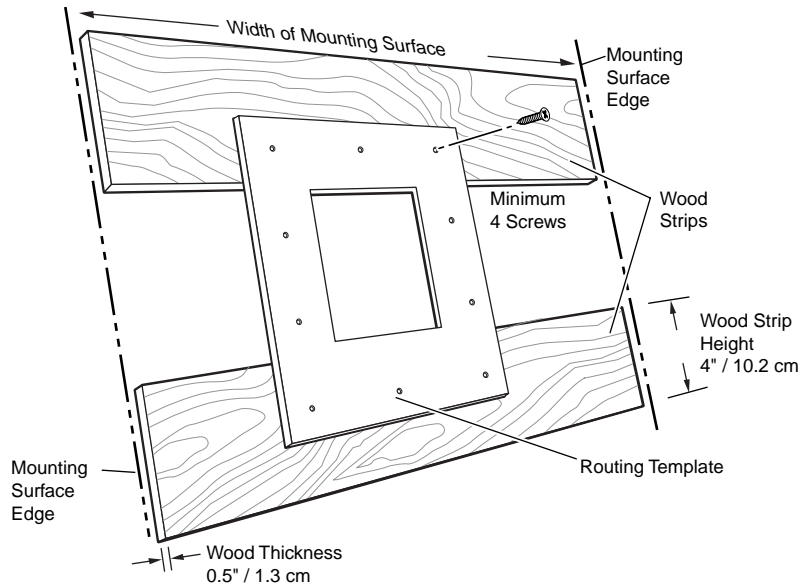 Width of Mounting Surface
Mounting
Surface
Edge
Minimum
4 Screws
Wood
Strips
Wood Strip
Height
4" / 10.2 cm
Routing Template
Mounting
Surface
Edge
Wood Thickness
0.5" / 1.3 cm